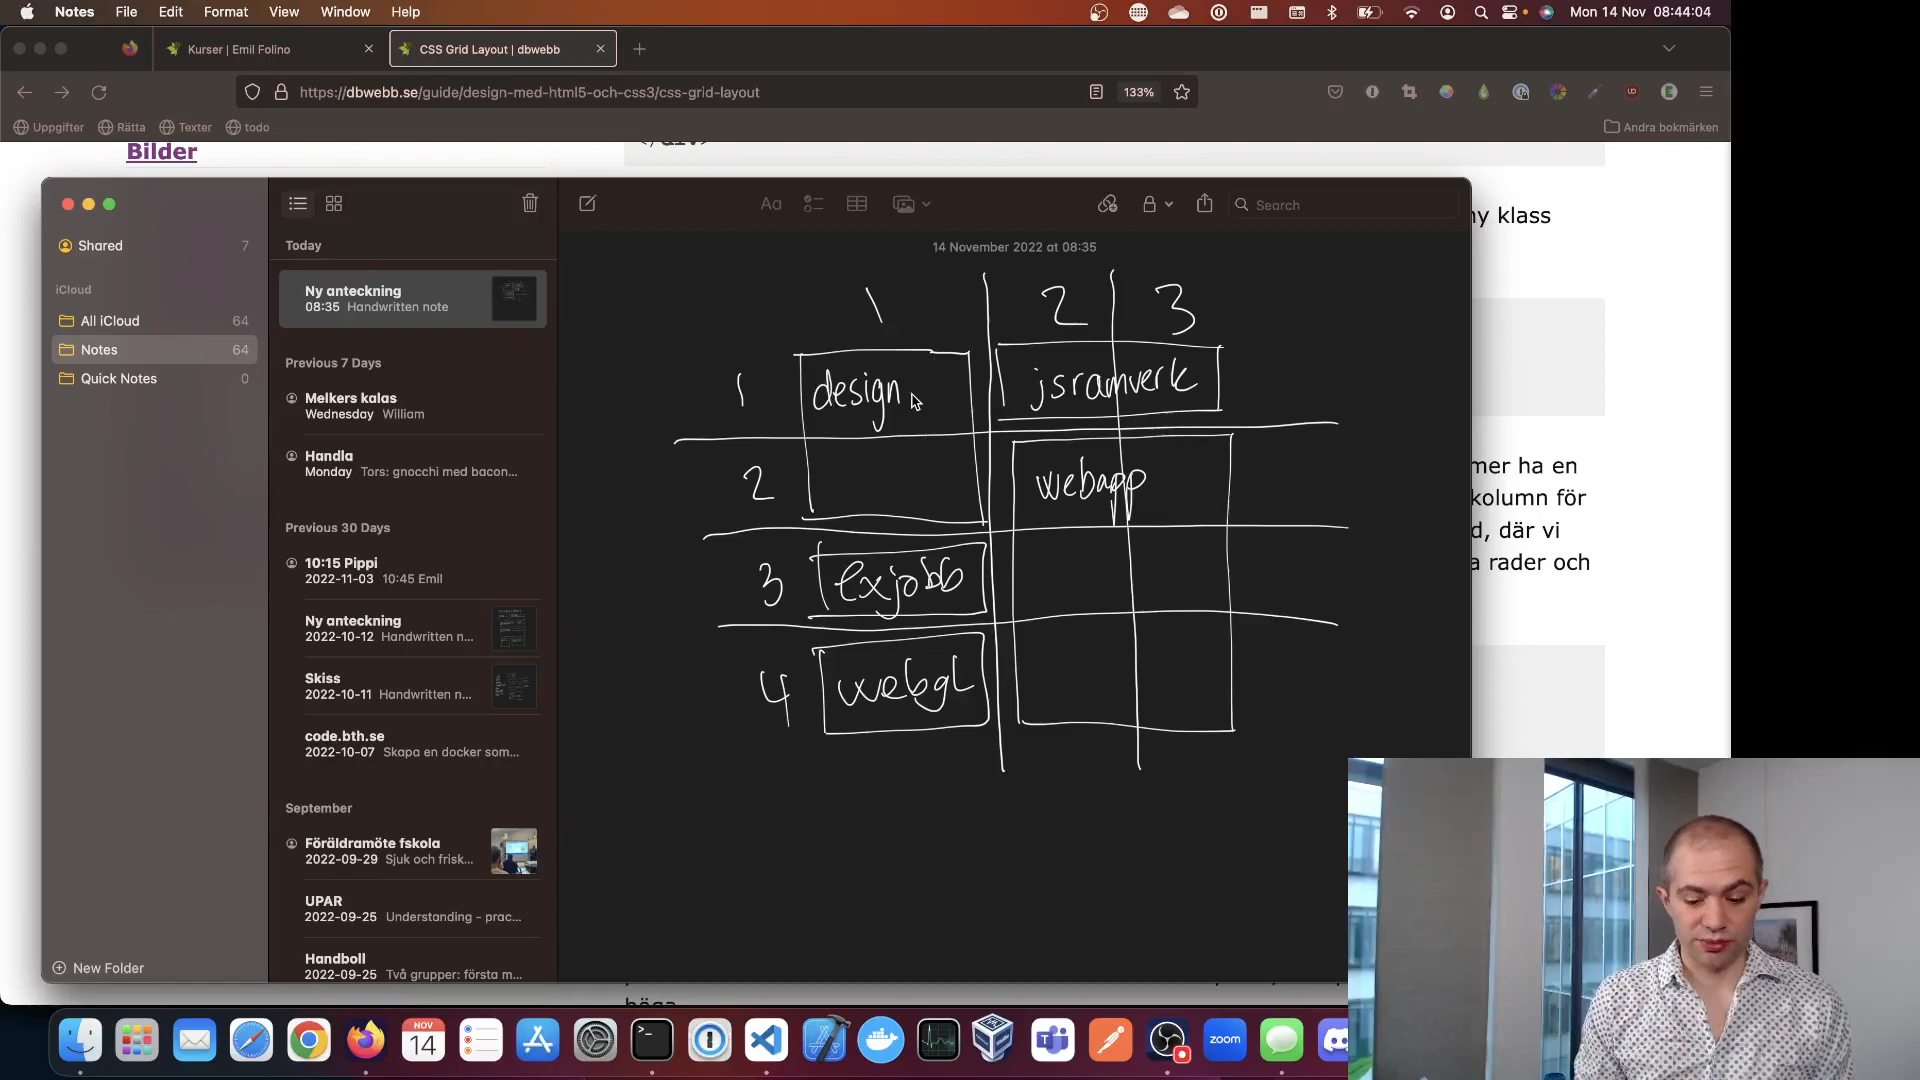 Notes File Edit Format View Window Help
Mon 14 Nov 08:44:04
Kurser | Emil Folino
CSS Grid Layout | dbwebb
https://dbwebb.se/guide/design-med-html5-och-css3/css-grid-layout
133%
Uppgifter Rätta Texter todo
Andra bokmärken
Bilder
</div>
Shared 7
iCloud
All iCloud 64
Notes 64
Quick Notes 0
New Folder
Today
Ny anteckning
08:35 Handwritten note
Previous 7 Days
Melkers kalas
Wednesday William
Handla
Monday Tors: gnocchi med bacon...
Previous 30 Days
10:15 Pippi
2022-11-03 10:45 Emil
Ny anteckning
2022-10-12 Handwritten n...
Skiss
2022-10-11 Handwritten n...
code.bth.se
2022-10-07 Skapa en docker som...
September
Föräldramöte fskola
2022-09-29 Sjuk och frisk...
UPAR
2022-09-25 Understanding - prac...
Handboll
2022-09-25 Två grupper: första m...
Aa
Search
14 November 2022 at 08:35
1 2 3
1 design jsramverk
2 webapp
3 exjobb
4 webgl
ny klass
mer ha en
kolumn för
d, där vi
a rader och
höga
NOV
14
zoom